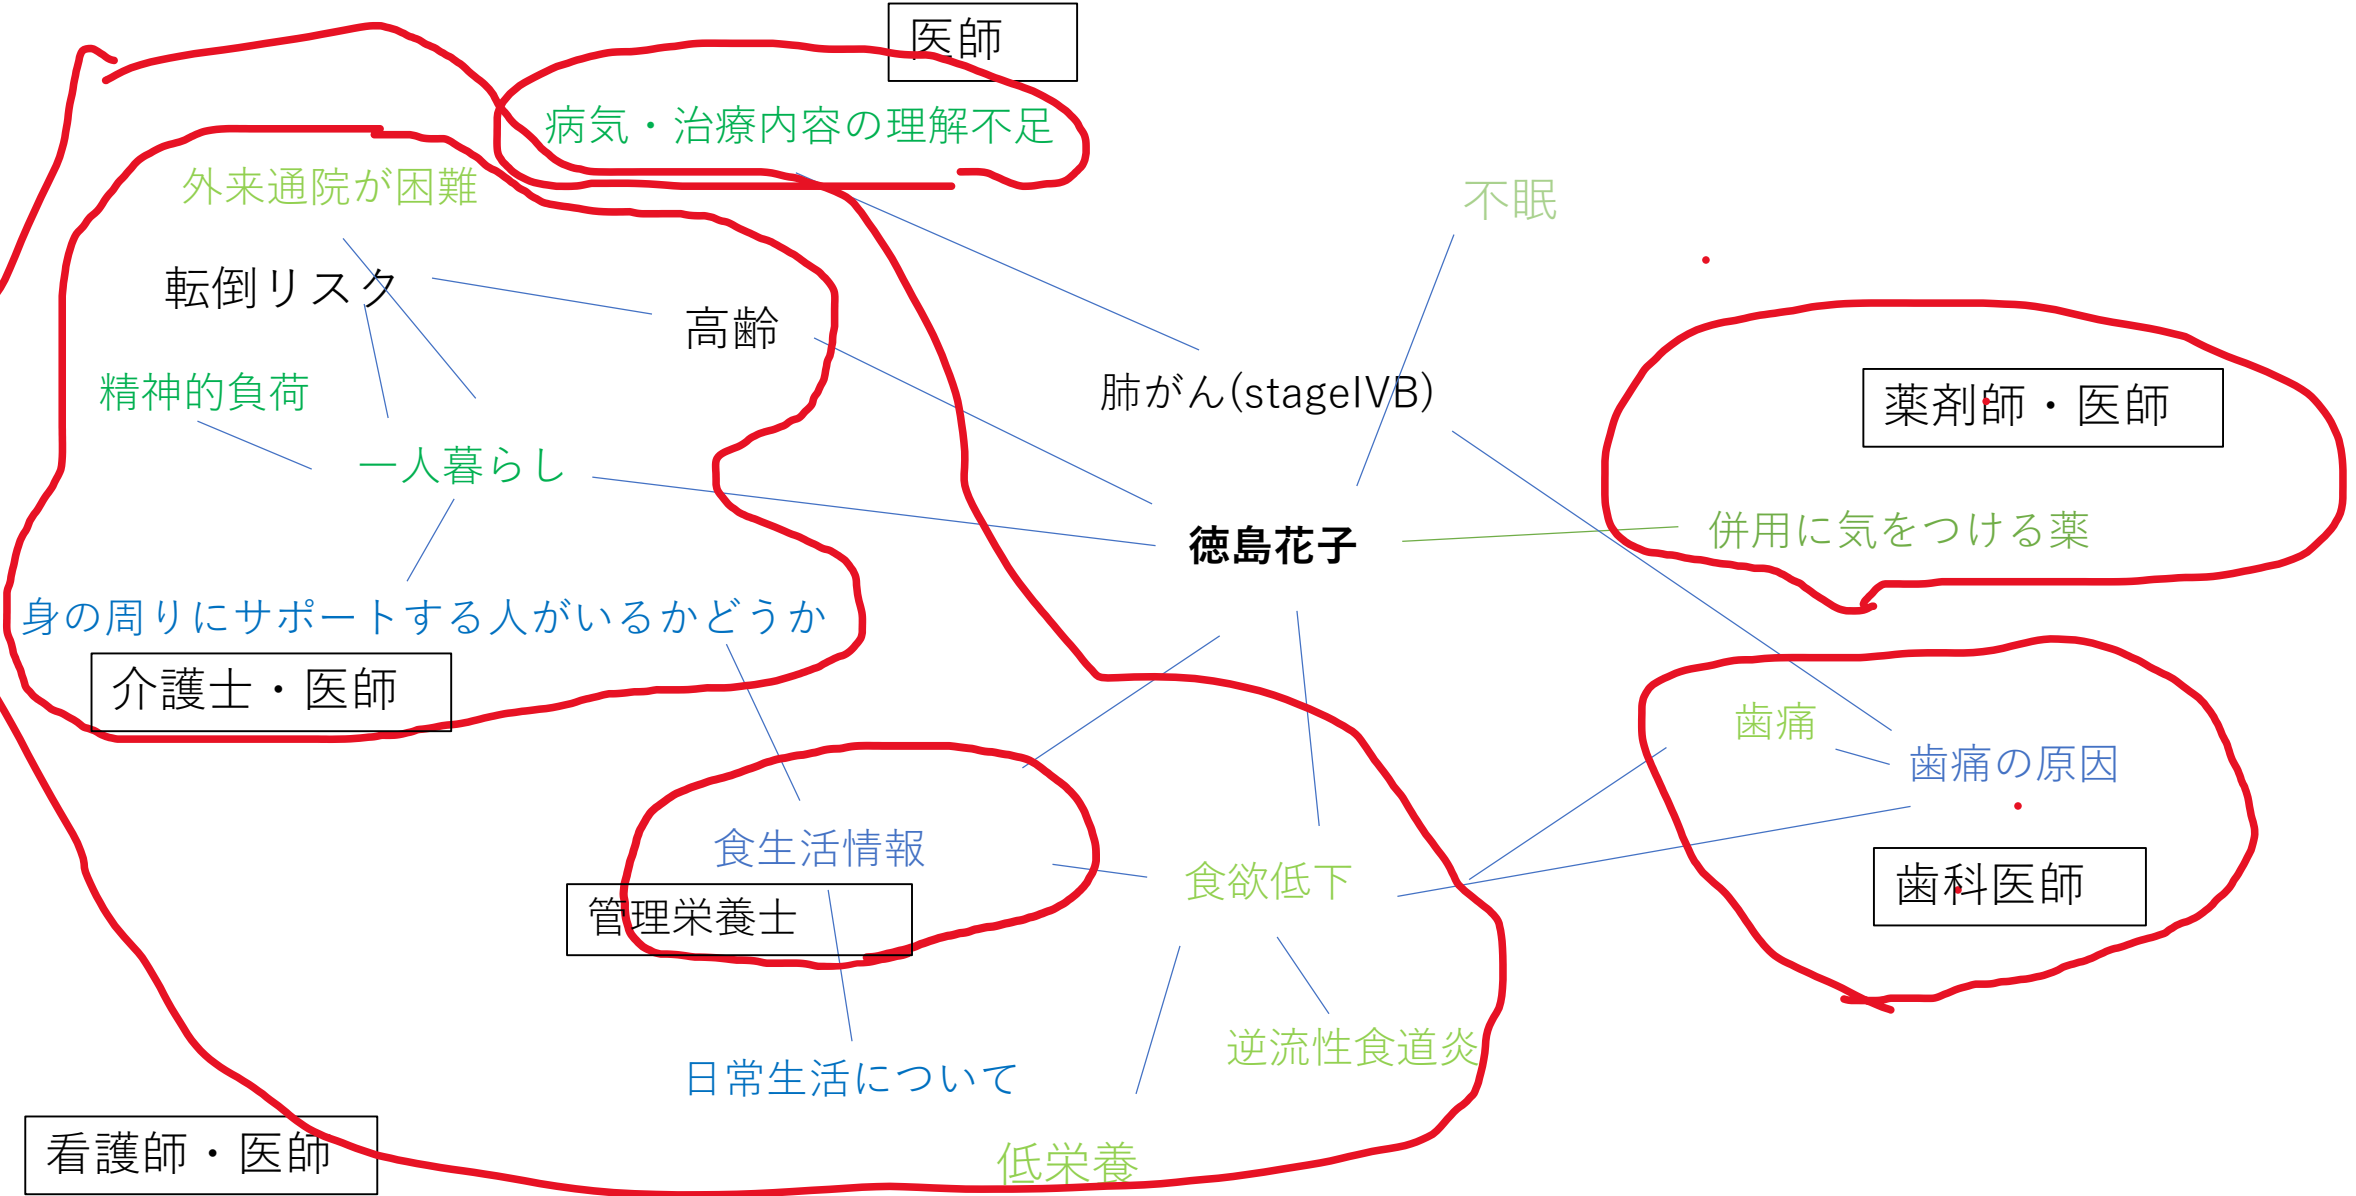 医師
病気・治療内容の理解不足
外来通院が困難
不眠
転倒リスク
高齢
精神的負荷
肺がん(stageIVB)
薬剤師・医師
一人暮らし
徳島花子
併用に気をつける薬
身の周りにサポートする人がいるかどうか
介護士・医師
歯痛
歯痛の原因
食生活情報
食欲低下
歯科医師
管理栄養士
逆流性食道炎
日常生活について
看護師・医師
低栄養